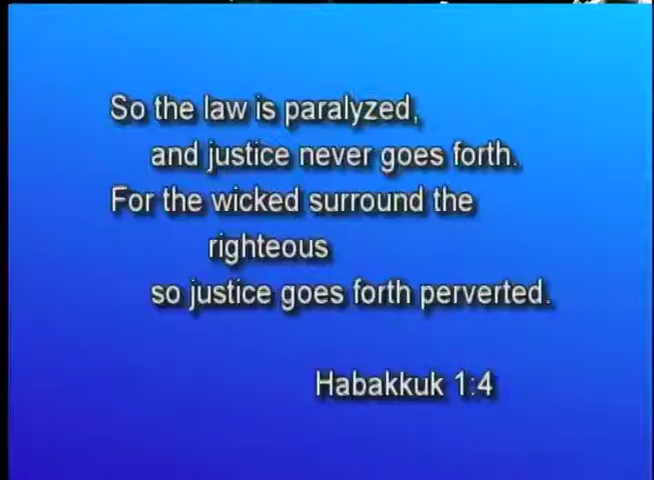 So the law is paralyzed,
and justice never goes forth.
For the wicked surround the
righteous
so justice goes forth perverted.
Habakkuk 1:4